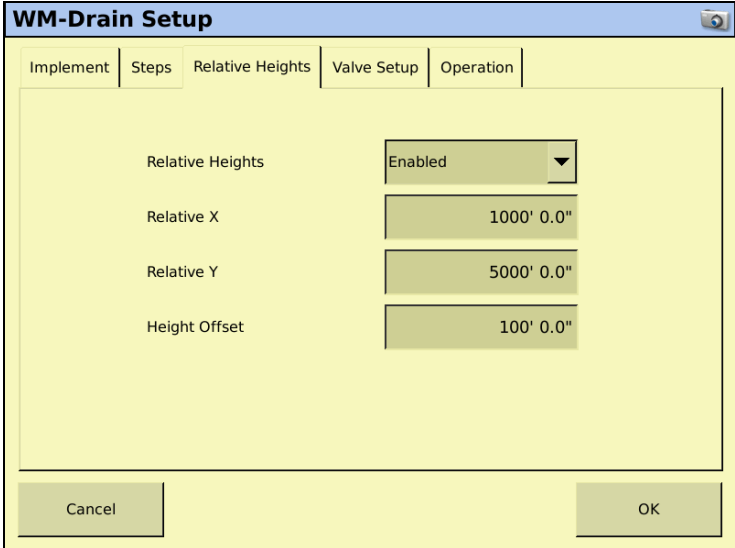 WM-Drain Setup
Implement Steps Relative Heights Valve Setup Operation
Relative Heights Enabled
Relative X 1000' 0.0"
Relative Y 5000' 0.0"
Height Offset 100' 0.0"
Cancel OK